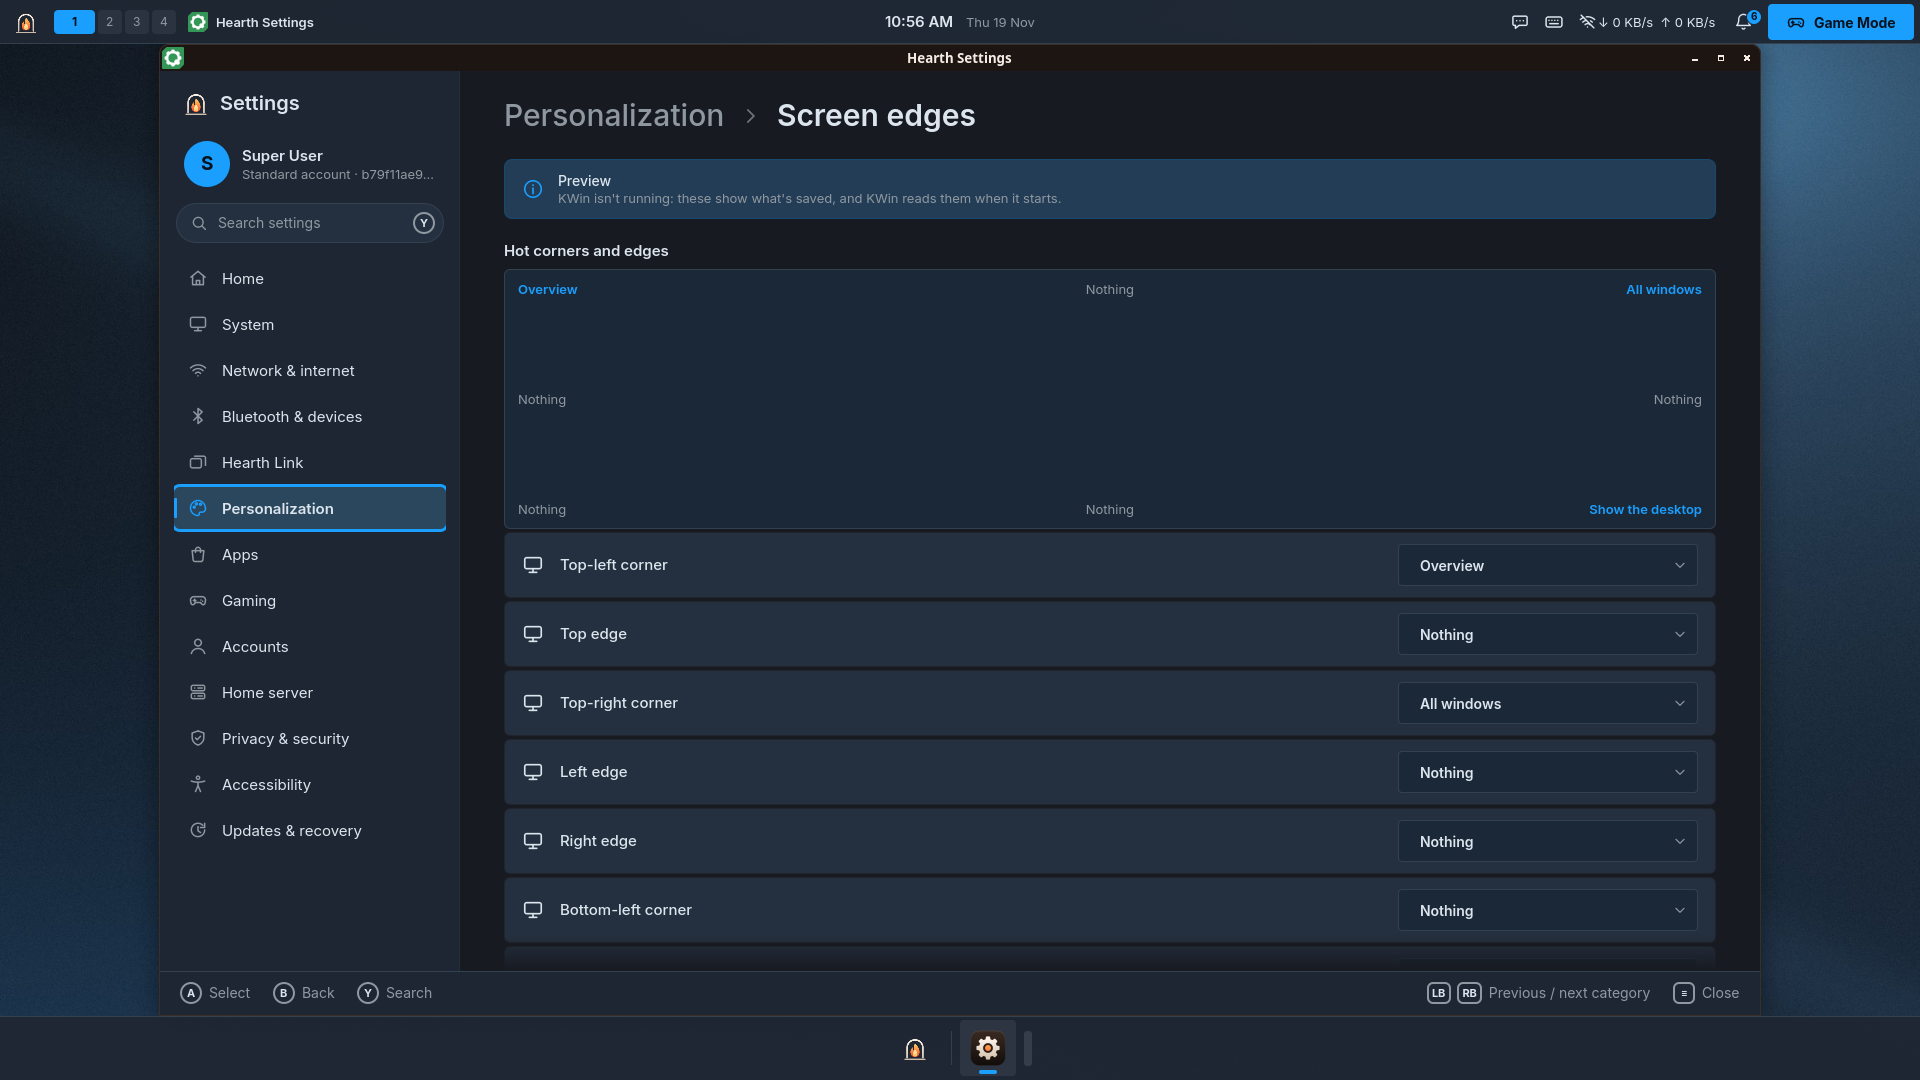 1 2 3 4 Hearth Settings 10:56 AM Thu 19 Nov ↓ 0 KB/s ↑ 0 KB/s 6 Game Mode
Hearth Settings
Settings
S Super User
Standard account · b79f11ae9...
Search settings Y
Home
System
Network & internet
Bluetooth & devices
Hearth Link
Personalization
Apps
Gaming
Accounts
Home server
Privacy & security
Accessibility
Updates & recovery
Personalization > Screen edges
Preview
KWin isn't running: these show what's saved, and KWin reads them when it starts.
Hot corners and edges
Overview Nothing All windows
Nothing Nothing
Nothing Nothing Show the desktop
Top-left corner Overview
Top edge Nothing
Top-right corner All windows
Left edge Nothing
Right edge Nothing
Bottom-left corner Nothing
A Select B Back Y Search LB RB Previous / next category ≡ Close